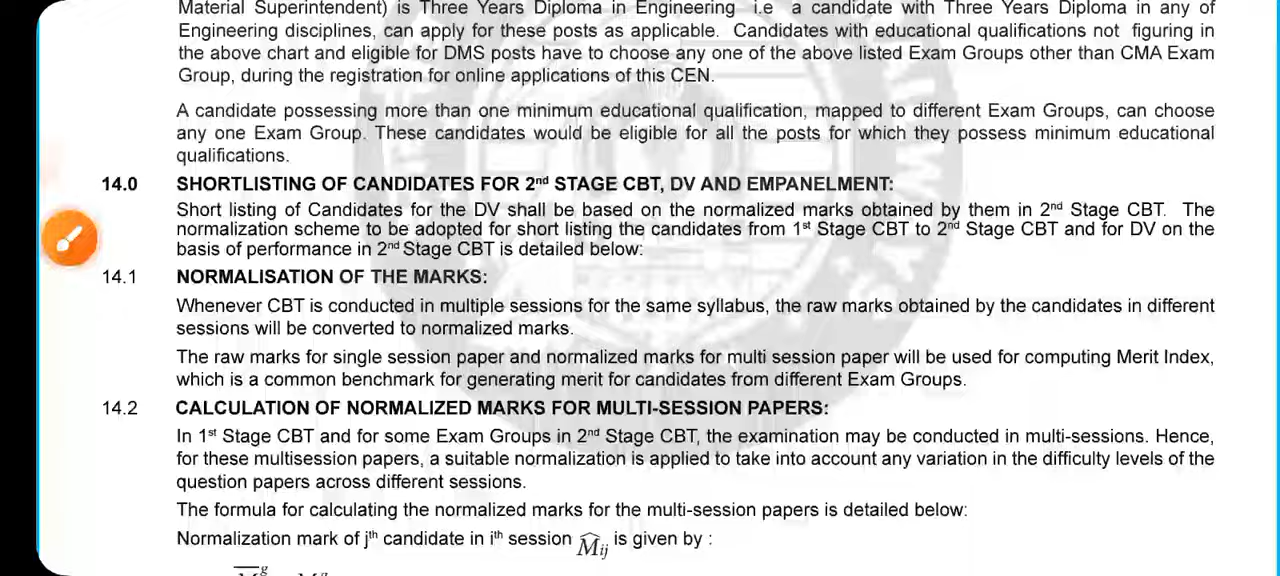 Material Superintendent) is Three Years Diploma in Engineering i.e a candidate with Three Years Diploma in any of
Engineering disciplines, can apply for these posts as applicable. Candidates with educational qualifications not figuring in
the above chart and eligible for DMS posts have to choose any one of the above listed Exam Groups other than CMA Exam
Group, during the registration for online applications of this CEN.
A candidate possessing more than one minimum educational qualification, mapped to different Exam Groups, can choose
any one Exam Group. These candidates would be eligible for all the posts for which they possess minimum educational
qualifications.
14.0 SHORTLISTING OF CANDIDATES FOR 2nd STAGE CBT, DV AND EMPANELMENT:
Short listing of Candidates for the DV shall be based on the normalized marks obtained by them in 2nd Stage CBT. The
normalization scheme to be adopted for short listing the candidates from 1st Stage CBT to 2nd Stage CBT and for DV on the
basis of performance in 2nd Stage CBT is detailed below:
14.1 NORMALISATION OF THE MARKS:
Whenever CBT is conducted in multiple sessions for the same syllabus, the raw marks obtained by the candidates in different
sessions will be converted to normalized marks.
The raw marks for single session paper and normalized marks for multi session paper will be used for computing Merit Index,
which is a common benchmark for generating merit for candidates from different Exam Groups.
14.2 CALCULATION OF NORMALIZED MARKS FOR MULTI-SESSION PAPERS:
In 1st Stage CBT and for some Exam Groups in 2nd Stage CBT, the examination may be conducted in multi-sessions. Hence,
for these multisession papers, a suitable normalization is applied to take into account any variation in the difficulty levels of the
question papers across different sessions.
The formula for calculating the normalized marks for the multi-session papers is detailed below:
Normalization mark of jth candidate in ith session M̂ij is given by :